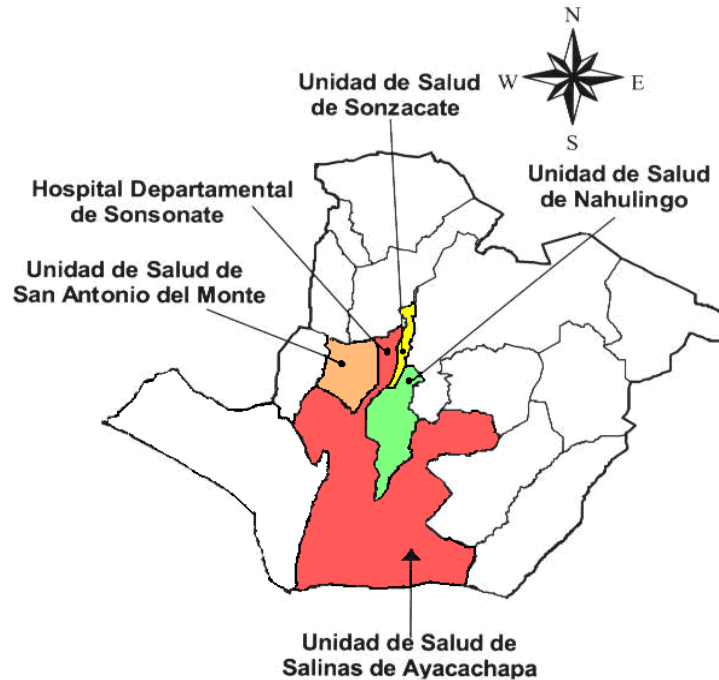 N
W
E
S
Unidad de Salud
de Sonzacate
Unidad de Salud
de Nahulingo
Hospital Departamental
de Sonsonate
Unidad de Salud de
San Antonio del Monte
Unidad de Salud de
Salinas de Ayacachapa